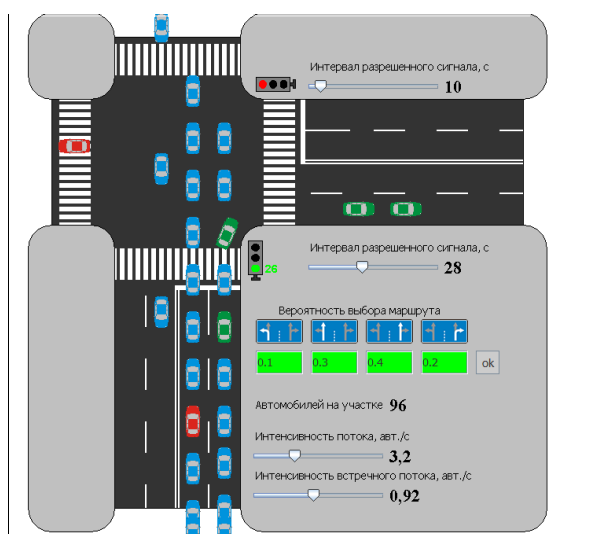 Интервал разрешенного сигнала, с
10
Интервал разрешенного сигнала, с
26
28
Вероятность выбора маршрута
0.1 0.3 0.4 0.2 ok
Автомобилей на участке 96
Интенсивность потока, авт./с
3,2
Интенсивность встречного потока, авт./с
0,92